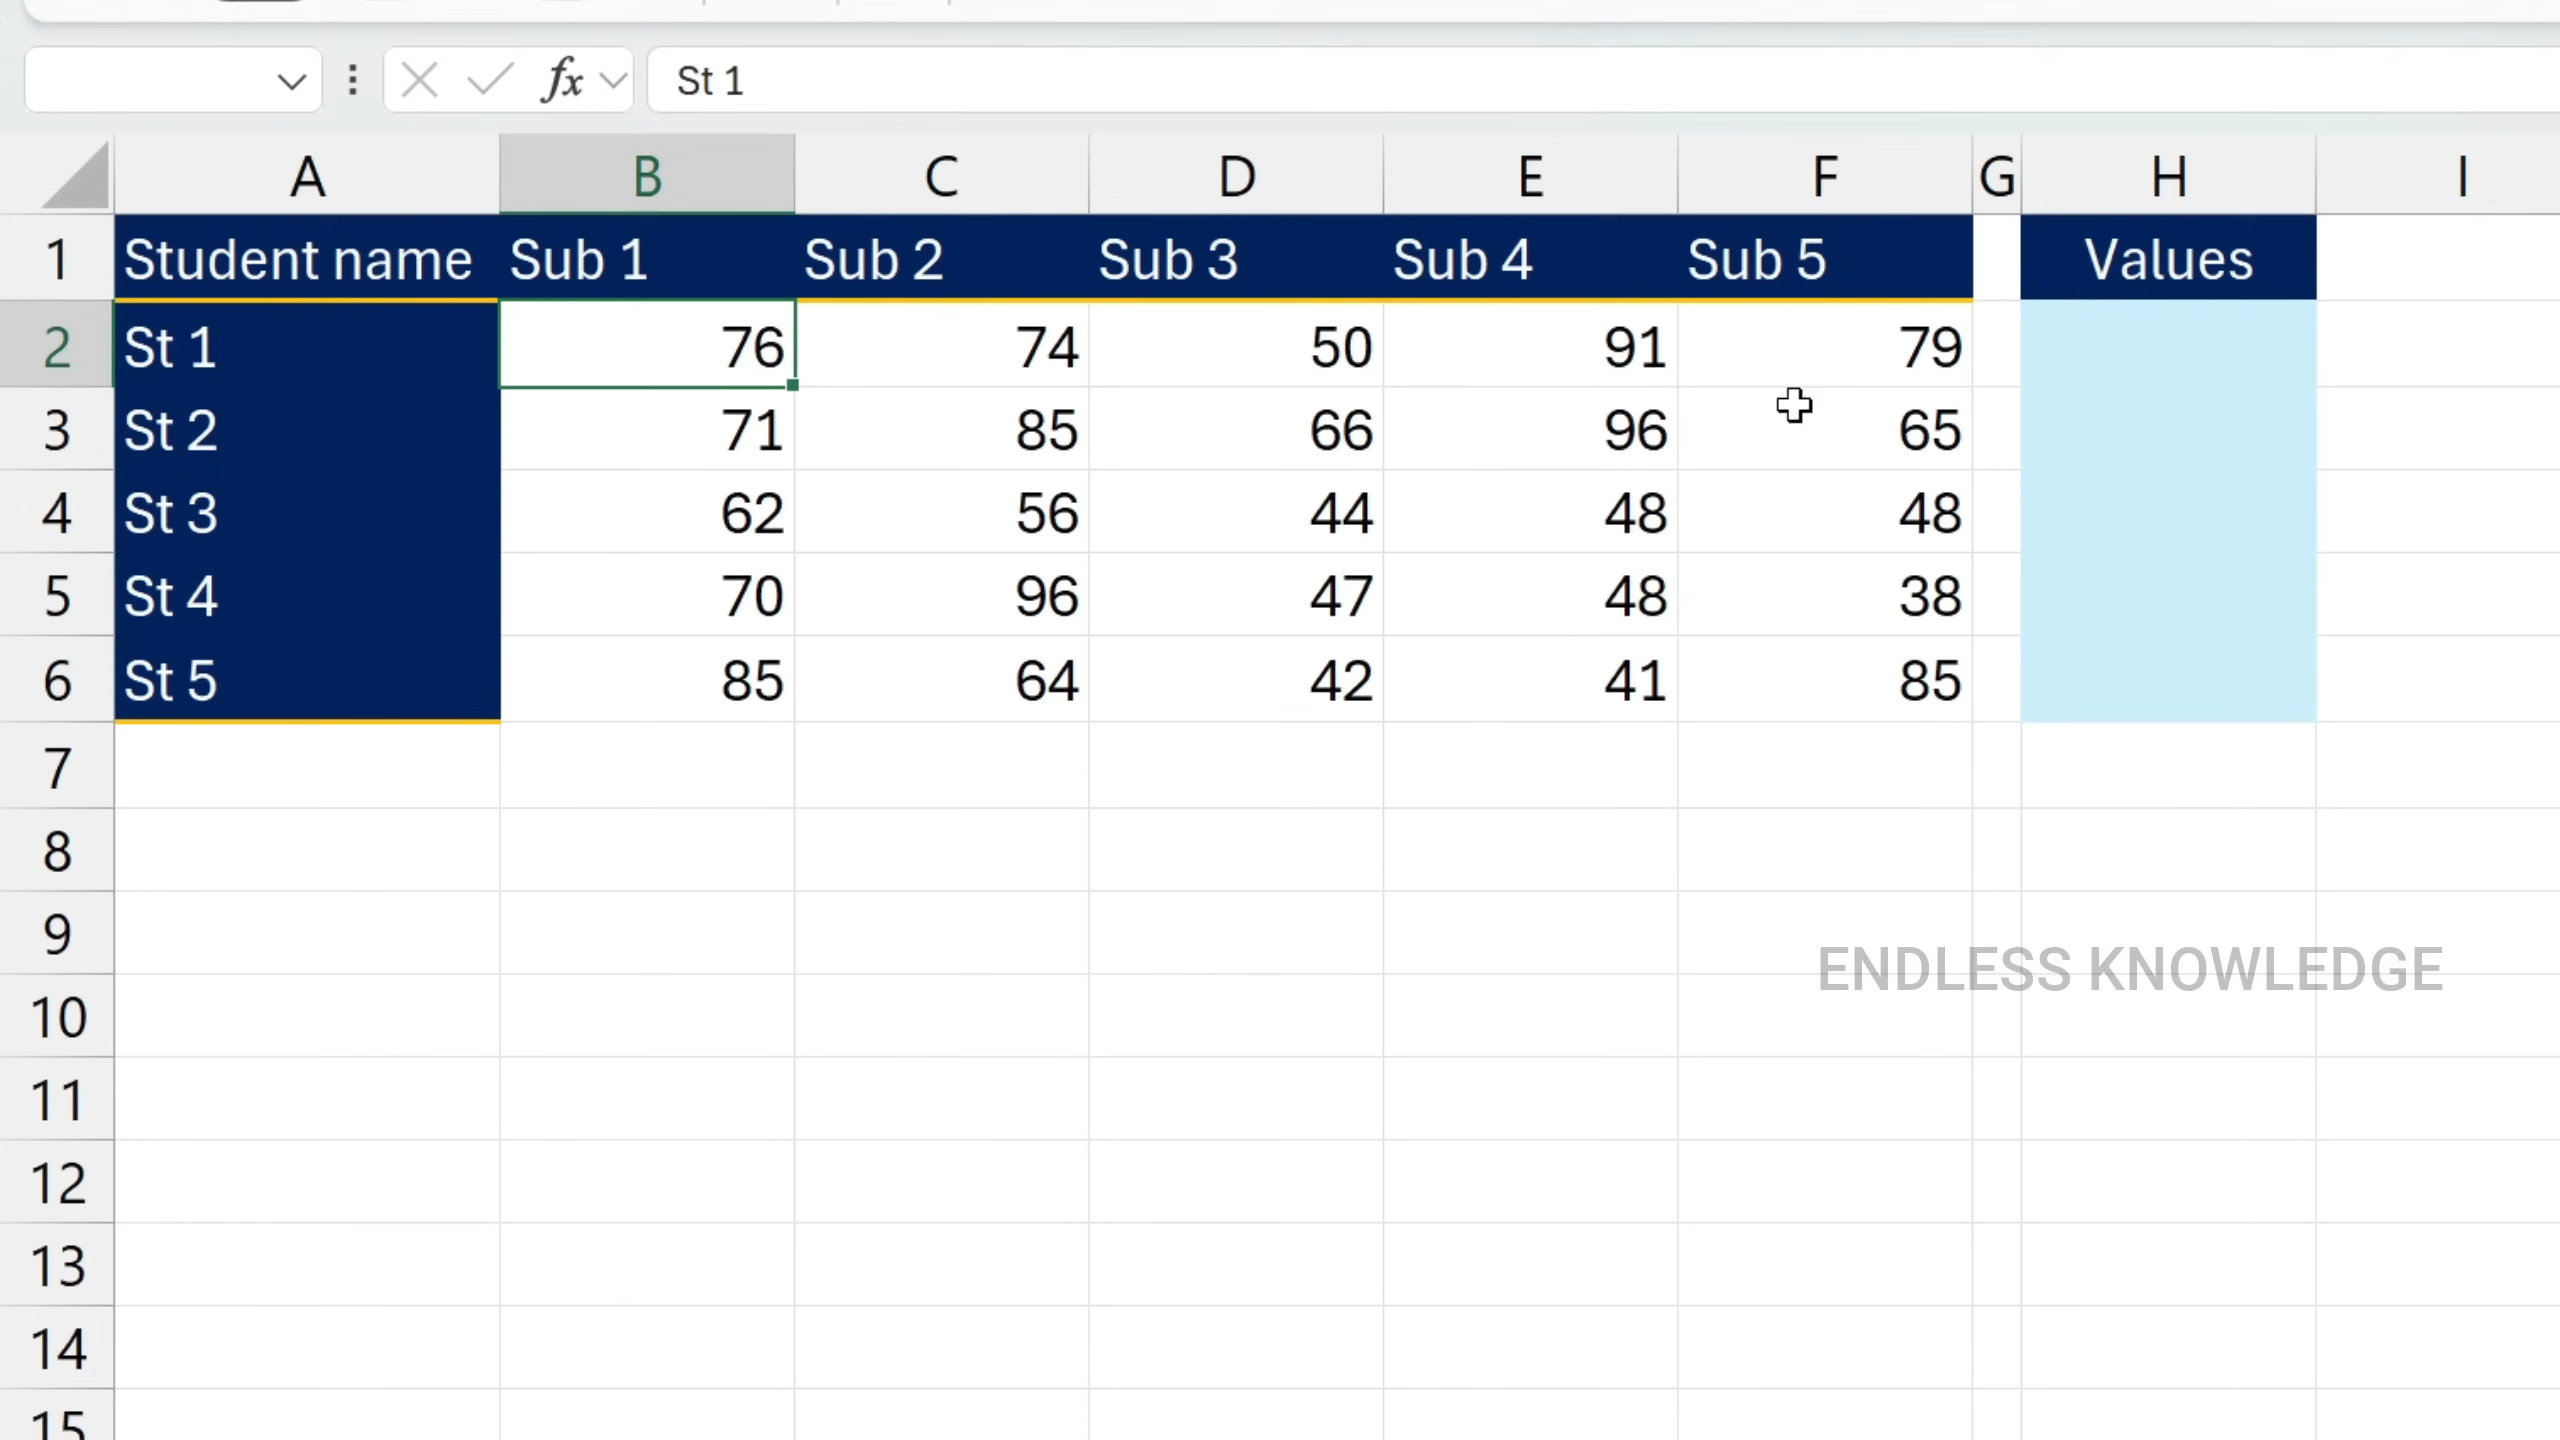 fx St 1
A B C D E F G H I
1 Student name Sub 1 Sub 2 Sub 3 Sub 4 Sub 5 Values
2 St 1 76 74 50 91 79
3 St 2 71 85 66 96 65
4 St 3 62 56 44 48 48
5 St 4 70 96 47 48 38
6 St 5 85 64 42 41 85
7
8
9
ENDLESS KNOWLEDGE
10
11
12
13
14
15